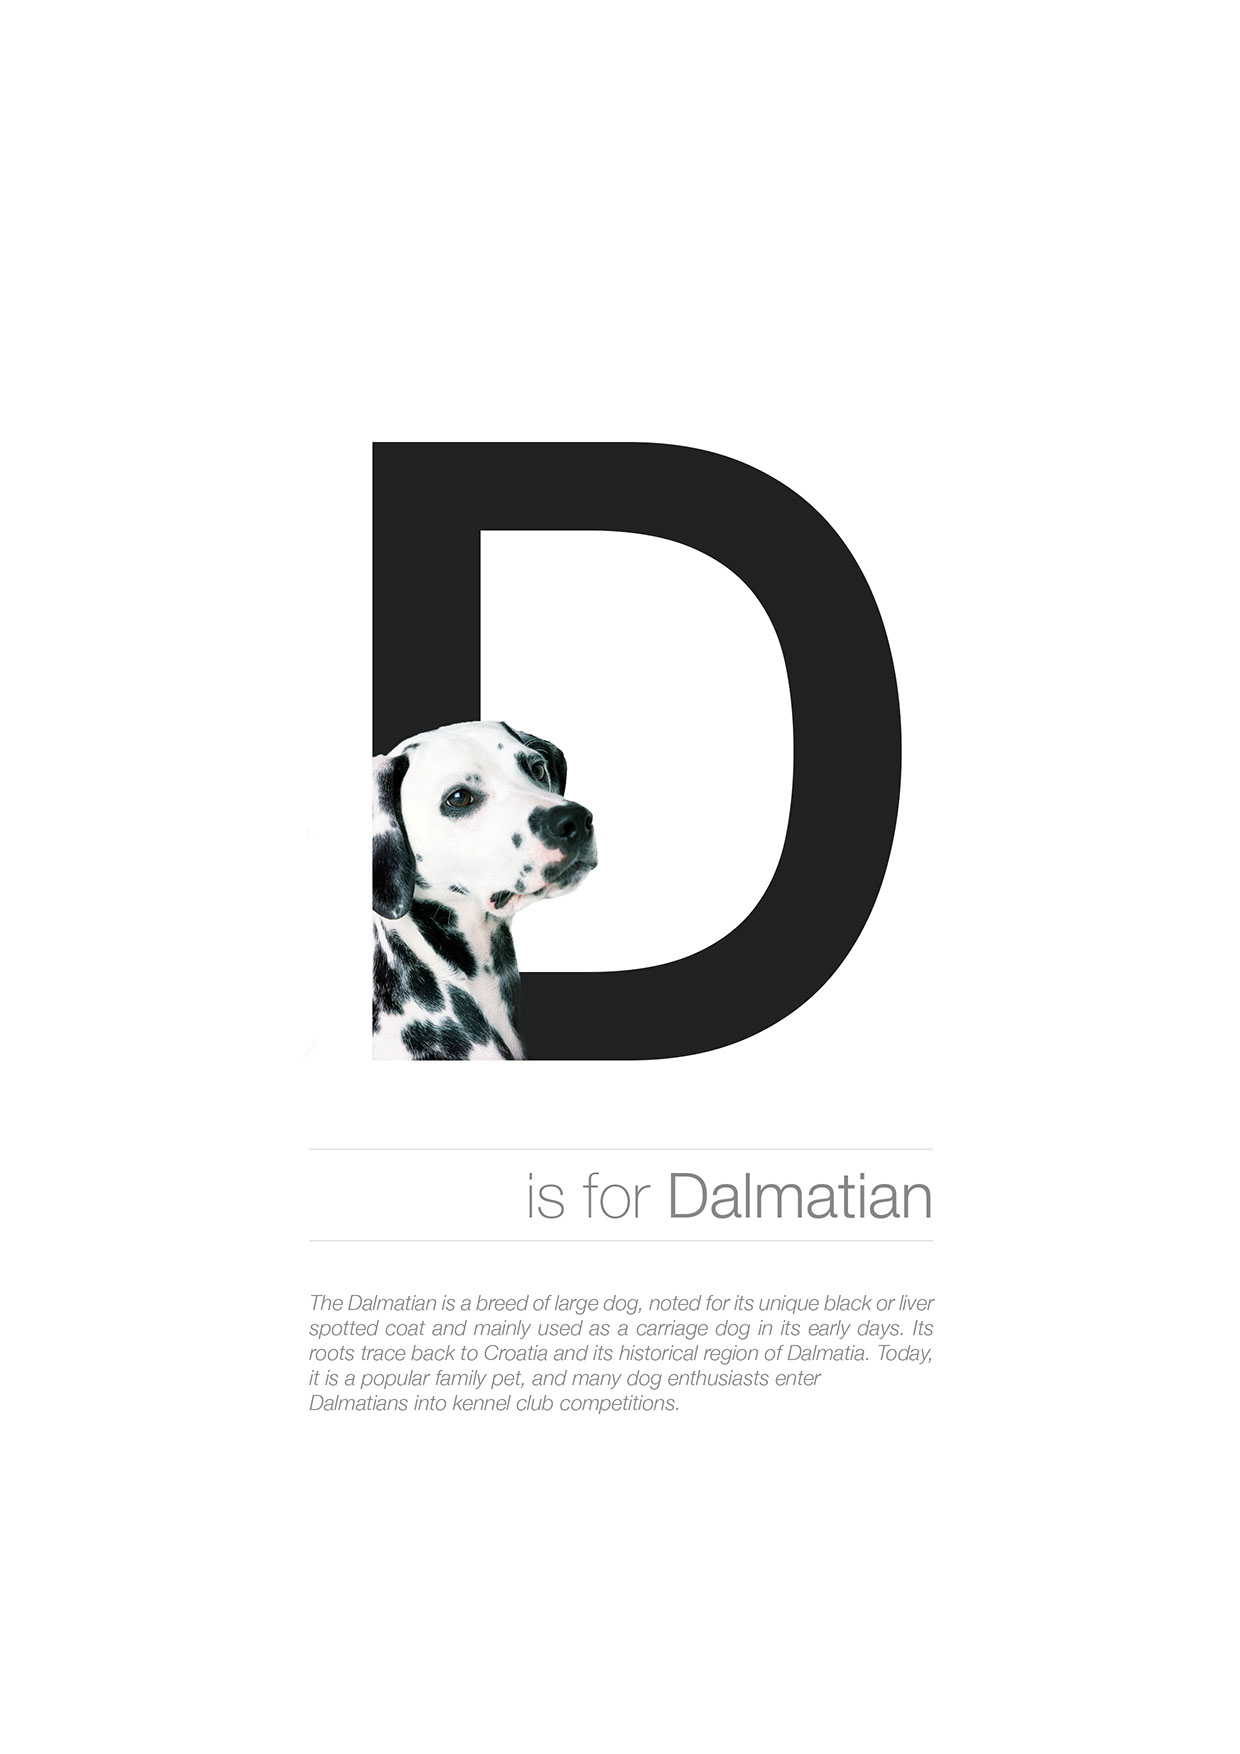 D
is for Dalmatian
The Dalmatian is a breed of large dog, noted for its unique black or liver
spotted coat and mainly used as a carriage dog in its early days. Its
roots trace back to Croatia and its historical region of Dalmatia. Today,
it is a popular family pet, and many dog enthusiasts enter
Dalmatians into kennel club competitions.